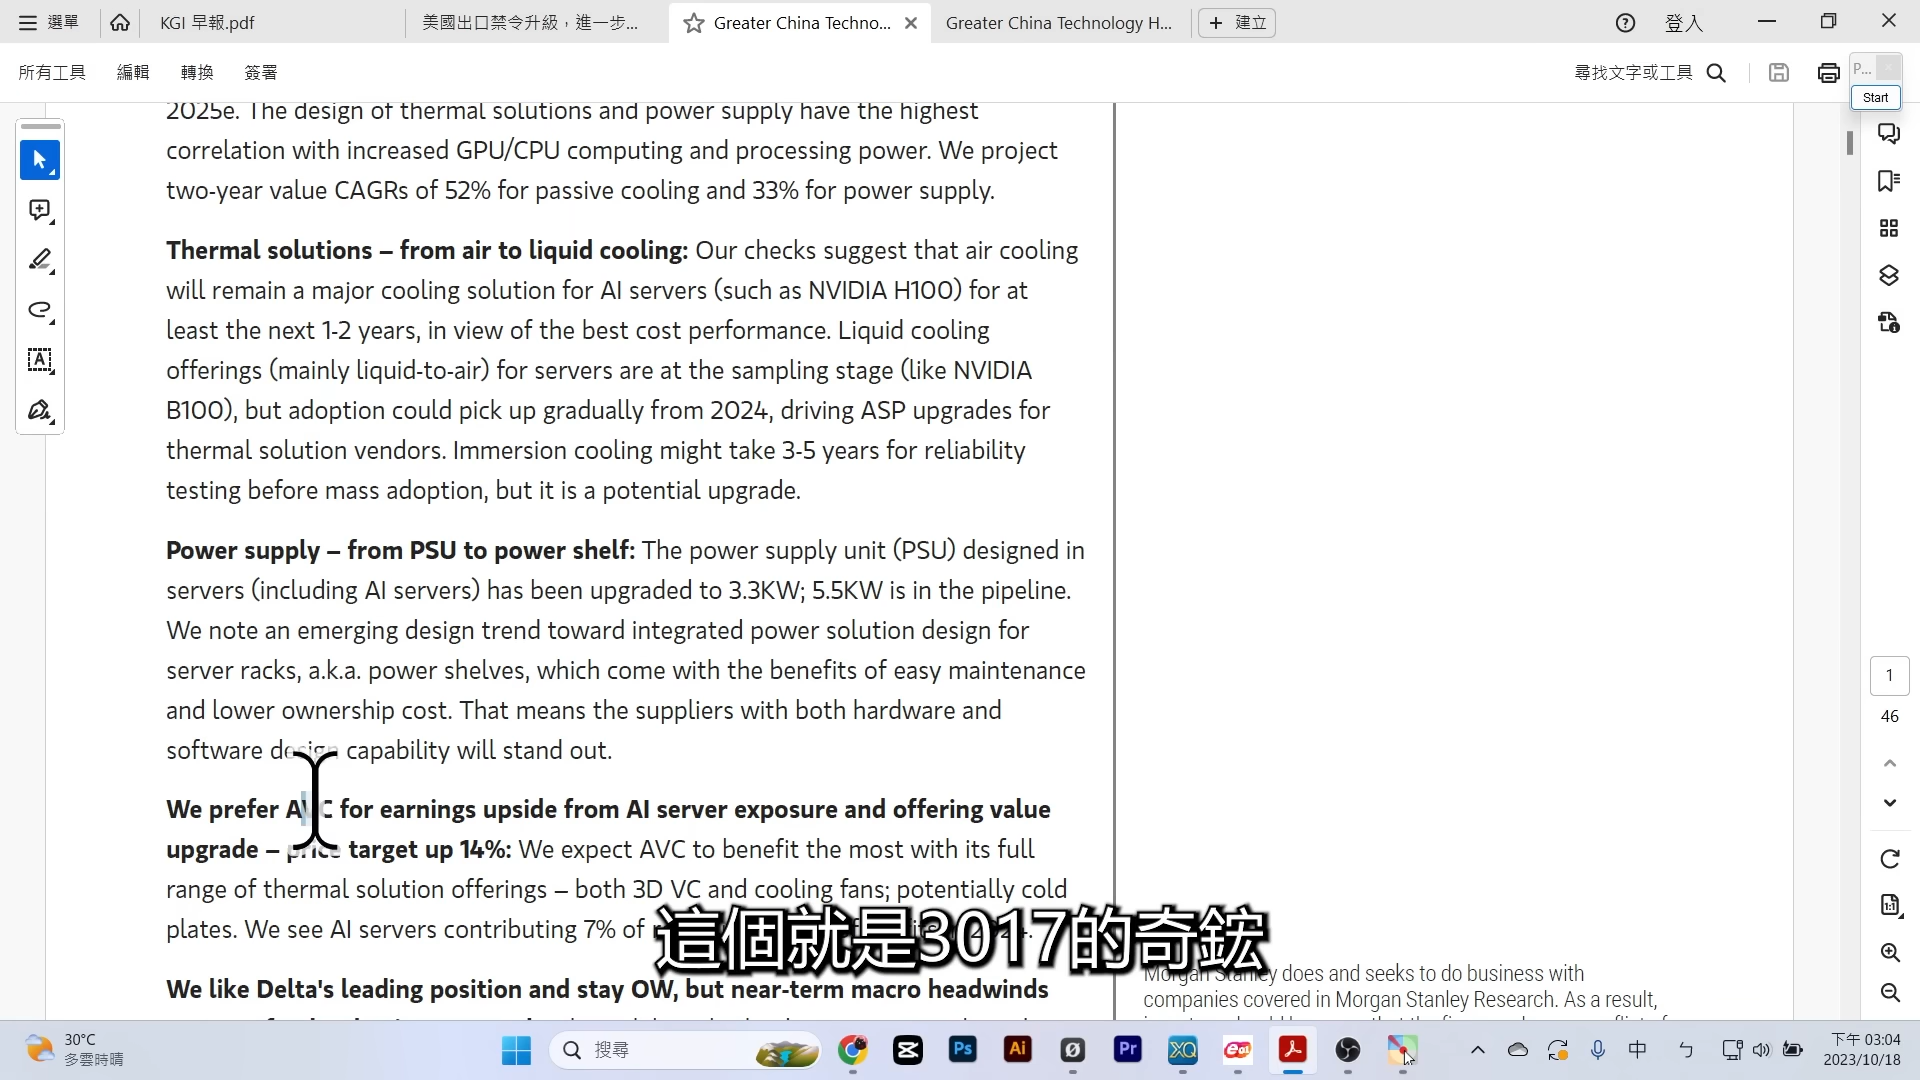 選單
KGI 早報.pdf
美國出口禁令升級，進一步...
Greater China Techno...
Greater China Technology H...
建立
登入
所有工具
編輯
轉換
簽署
尋找文字或工具
P...
Start
2025e. The design of thermal solutions and power supply have the highest
correlation with increased GPU/CPU computing and processing power. We project
two-year value CAGRs of 52% for passive cooling and 33% for power supply.
Thermal solutions – from air to liquid cooling: Our checks suggest that air cooling
will remain a major cooling solution for AI servers (such as NVIDIA H100) for at
least the next 1-2 years, in view of the best cost performance. Liquid cooling
offerings (mainly liquid-to-air) for servers are at the sampling stage (like NVIDIA
B100), but adoption could pick up gradually from 2024, driving ASP upgrades for
thermal solution vendors. Immersion cooling might take 3-5 years for reliability
testing before mass adoption, but it is a potential upgrade.
Power supply – from PSU to power shelf: The power supply unit (PSU) designed in
servers (including AI servers) has been upgraded to 3.3KW; 5.5KW is in the pipeline.
We note an emerging design trend toward integrated power solution design for
server racks, a.k.a. power shelves, which come with the benefits of easy maintenance
and lower ownership cost. That means the suppliers with both hardware and
software design capability will stand out.
We prefer AVC for earnings upside from AI server exposure and offering value
upgrade – price target up 14%: We expect AVC to benefit the most with its full
range of thermal solution offerings – both 3D VC and cooling fans; potentially cold
plates. We see AI servers contributing 7% of
這個就是3017的奇鋐
We like Delta's leading position and stay OW, but near-term macro headwinds
Morgan Stanley does and seeks to do business with
companies covered in Morgan Stanley Research. As a result,
1
46
1:1
30°C
多雲時晴
搜尋
Ps
Ai
Pr
XQ
中
ㄅ
下午 03:04
2023/10/18